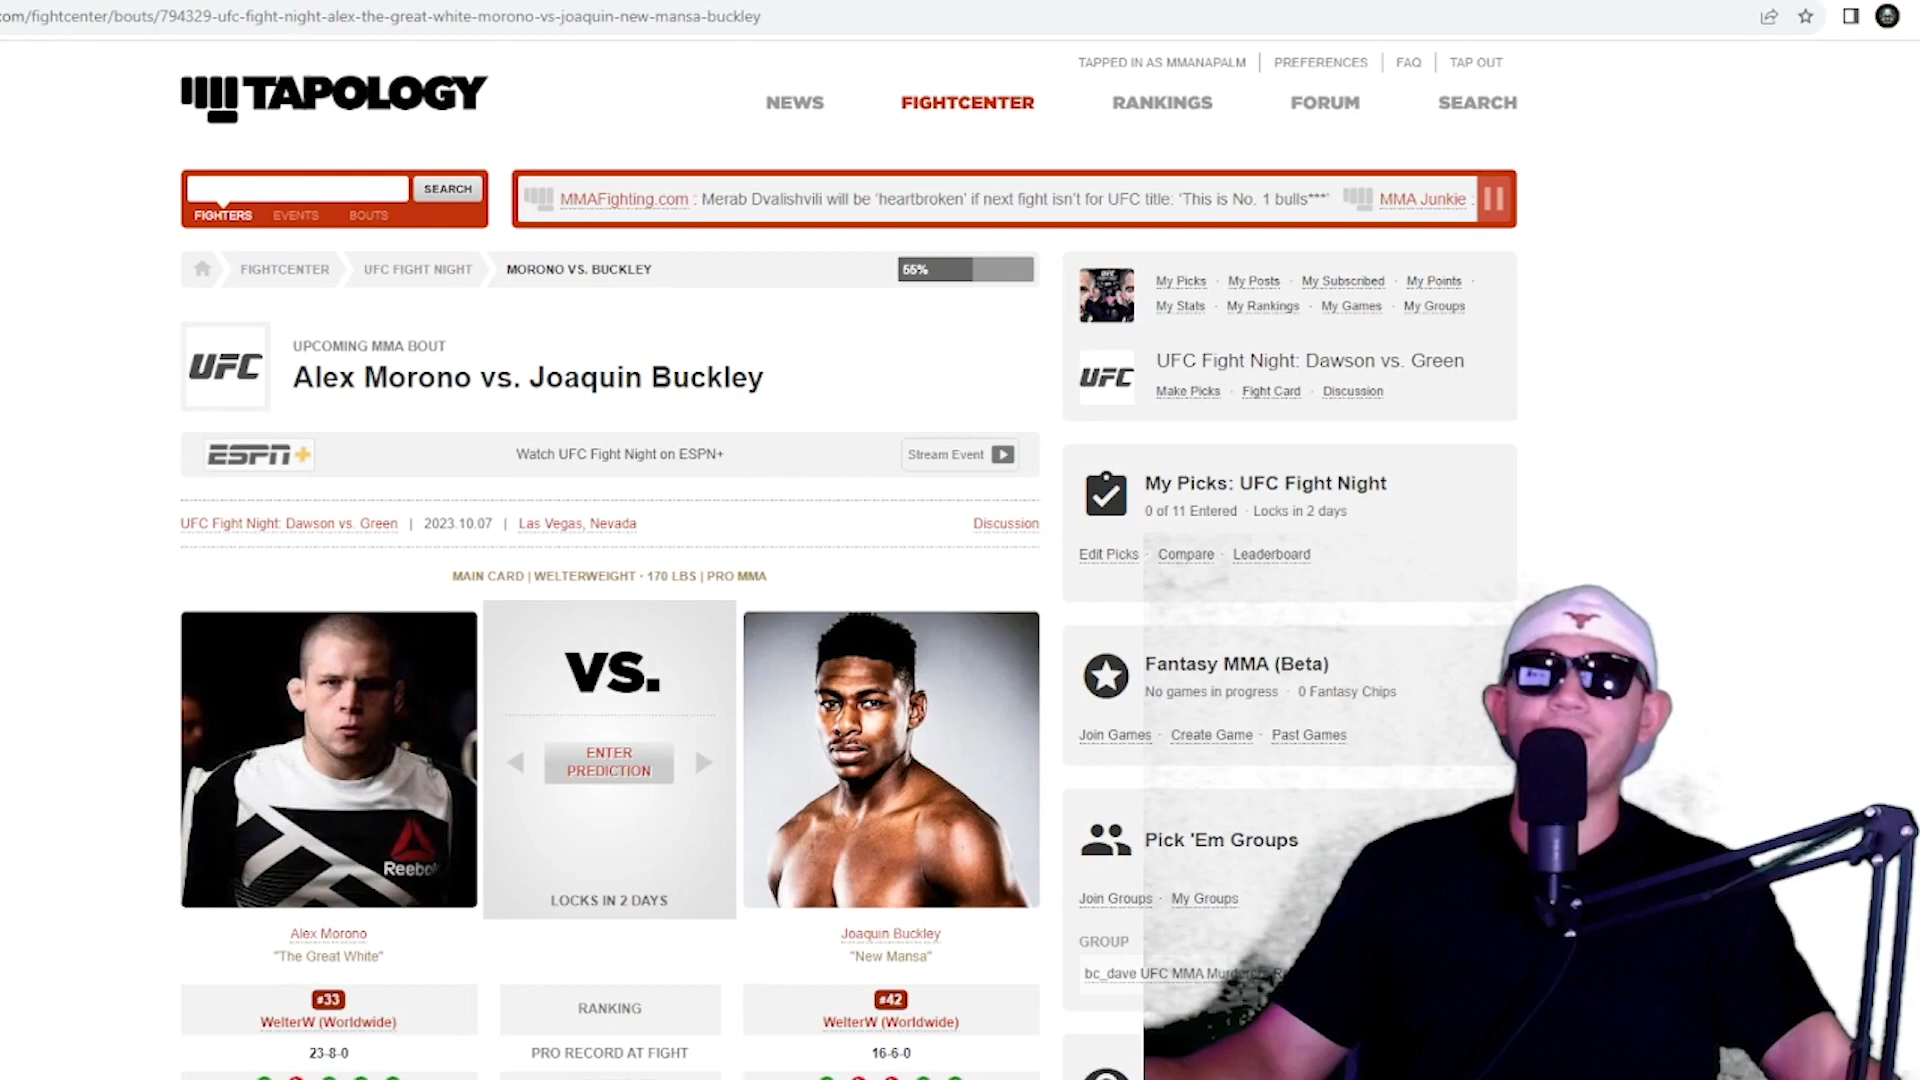 com/fightcenter/bouts/794329-ufc-fight-night-alex-the-great-white-morono-vs-joaquin-new-mansa-buckley
TAPPED IN AS MMANAPALM
PREFERENCES
FAQ
TAP OUT
TAPOLOGY
NEWS
FIGHTCENTER
RANKINGS
FORUM
SEARCH
SEARCH
FIGHTERS
EVENTS
BOUTS
MMAFighting.com : Merab Dvalishvili will be 'heartbroken' if next fight isn't for UFC title: 'This is No. 1 bulls***'
MMA Junkie :
FIGHTCENTER
UFC FIGHT NIGHT
MORONO VS. BUCKLEY
55%
My Picks · My Posts · My Subscribed · My Points ·
My Stats · My Rankings · My Games · My Groups
UFC
UPCOMING MMA BOUT
Alex Morono vs. Joaquin Buckley
UFC
UFC Fight Night: Dawson vs. Green
Make Picks · Fight Card · Discussion
ESPN+
Watch UFC Fight Night on ESPN+
Stream Event
UFC Fight Night: Dawson vs. Green | 2023.10.07 | Las Vegas, Nevada
Discussion
My Picks: UFC Fight Night
0 of 11 Entered · Locks in 2 days
Edit Picks · Compare · Leaderboard
MAIN CARD | WELTERWEIGHT · 170 LBS | PRO MMA
VS.
ENTER
PREDICTION
LOCKS IN 2 DAYS
Reebok
Fantasy MMA (Beta)
No games in progress · 0 Fantasy Chips
Join Games · Create Game · Past Games
Pick 'Em Groups
Join Groups · My Groups
GROUP
bc_dave UFC MMA
Alex Morono
"The Great White"
Joaquin Buckley
"New Mansa"
#33
WelterW (Worldwide)
RANKING
#42
WelterW (Worldwide)
23-8-0
PRO RECORD AT FIGHT
16-6-0